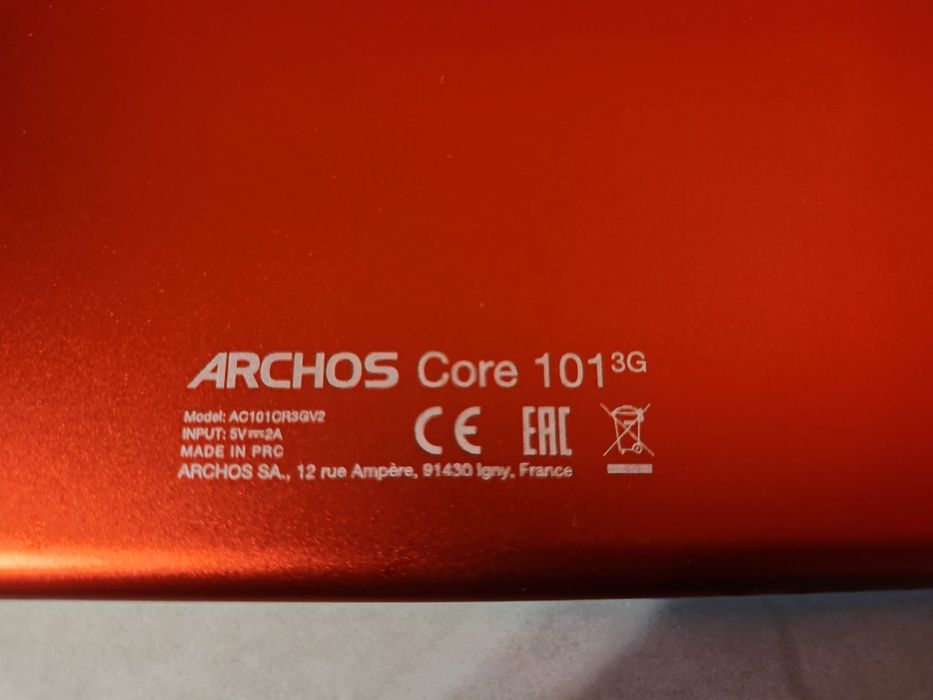 ARCHOS Core 101 3G
Model: AC101CR3GV2
INPUT: 5V⎓2A
MADE IN PRC
ARCHOS SA., 12 rue Ampère, 91430 Igny, France
CE EAC